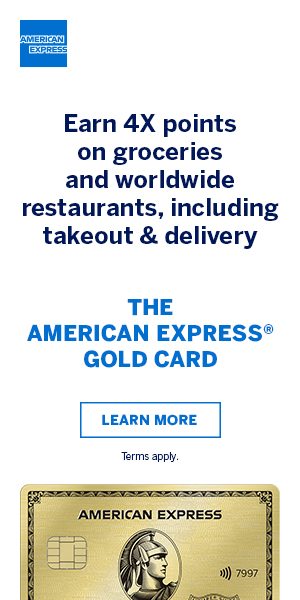 AMERICAN
EXPRESS
Earn 4X points
on groceries
and worldwide
restaurants, including
takeout & delivery
THE
AMERICAN EXPRESS®
GOLD CARD
LEARN MORE
Terms apply.
AMERICAN EXPRESS
7997